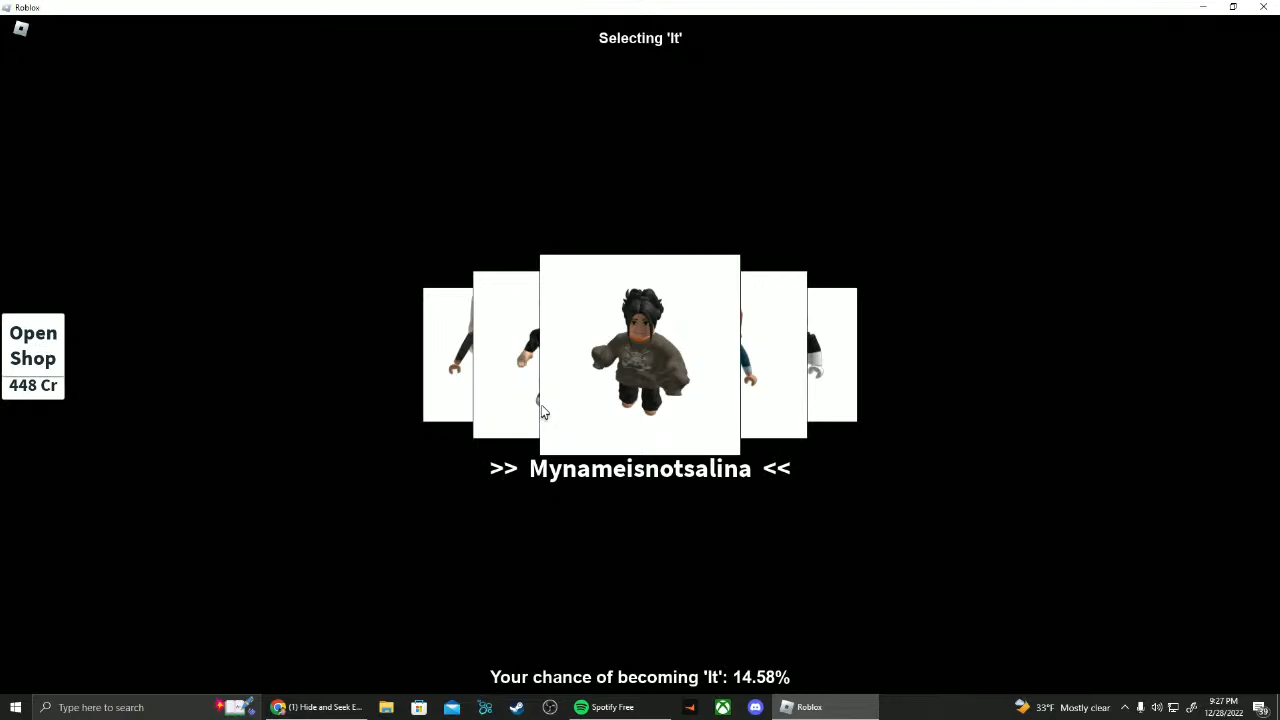 Roblox
Selecting 'It'
Open
Shop
448 Cr
>> Mynameisnotsalina <<
Your chance of becoming 'It': 14.58%
Type here to search
(1) Hide and Seek E...
Spotify Free
Roblox
33°F Mostly clear
9:27 PM
12/28/2022